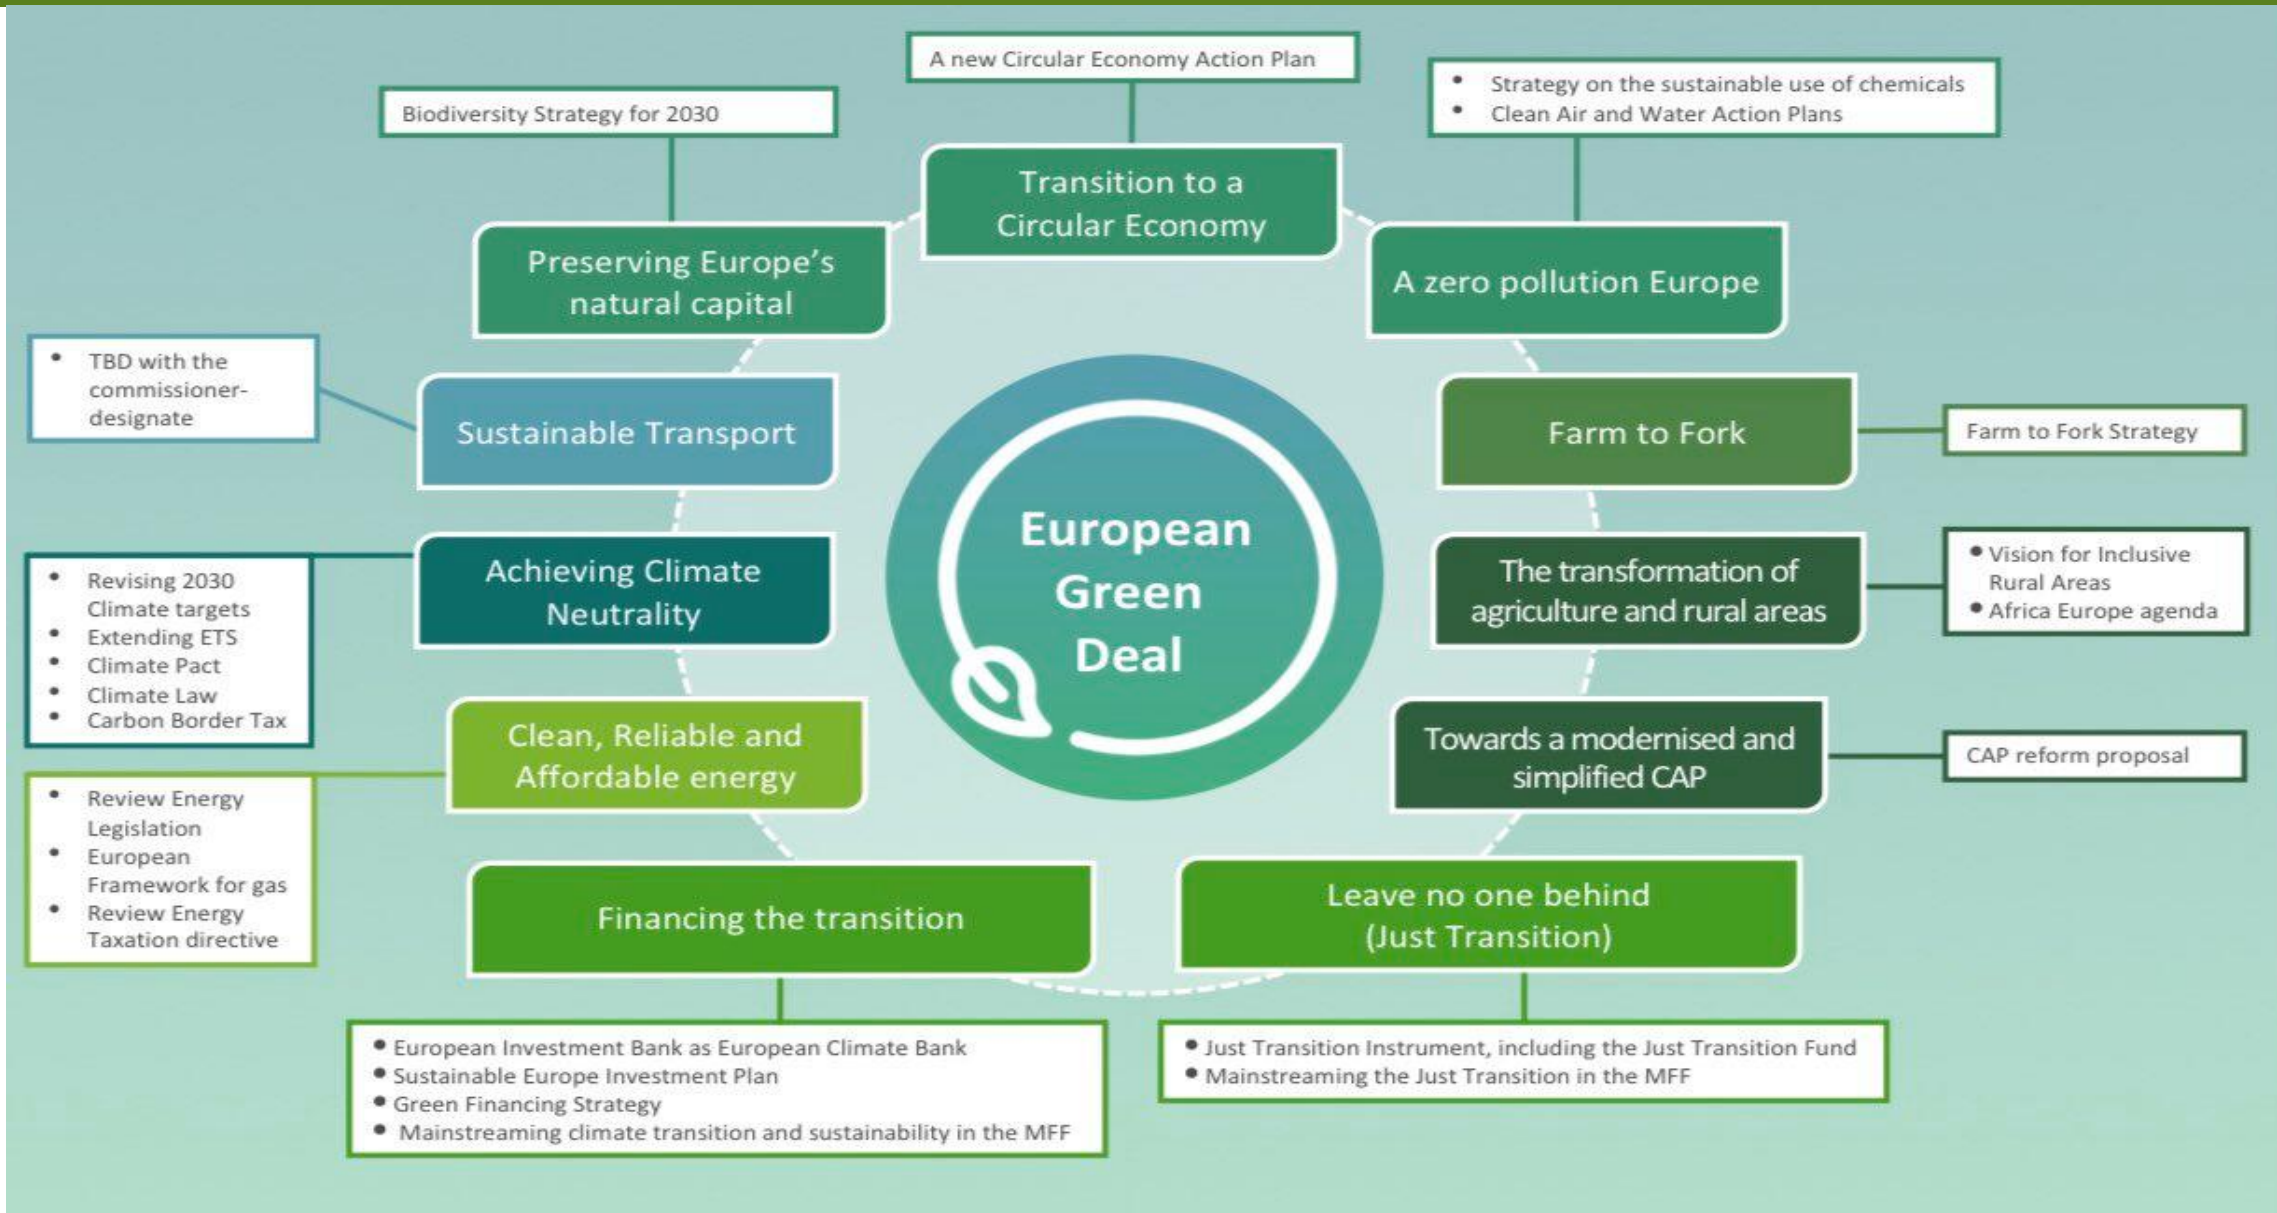 A new Circular Economy Action Plan
• Strategy on the sustainable use of chemicals
• Clean Air and Water Action Plans
Biodiversity Strategy for 2030
Transition to a
Circular Economy
Preserving Europe's
natural capital
A zero pollution Europe
• TBD with the
commissioner-
designate
Sustainable Transport
Farm to Fork
Farm to Fork Strategy
European
Green
Deal
• Revising 2030
Climate targets
• Extending ETS
• Climate Pact
• Climate Law
• Carbon Border Tax
Achieving Climate
Neutrality
The transformation of
agriculture and rural areas
• Vision for Inclusive
Rural Areas
• Africa Europe agenda
Clean, Reliable and
Affordable energy
Towards a modernised and
simplified CAP
CAP reform proposal
• Review Energy
Legislation
• European
Framework for gas
• Review Energy
Taxation directive
Financing the transition
Leave no one behind
(Just Transition)
• European Investment Bank as European Climate Bank
• Sustainable Europe Investment Plan
• Green Financing Strategy
• Mainstreaming climate transition and sustainability in the MFF
• Just Transition Instrument, including the Just Transition Fund
• Mainstreaming the Just Transition in the MFF